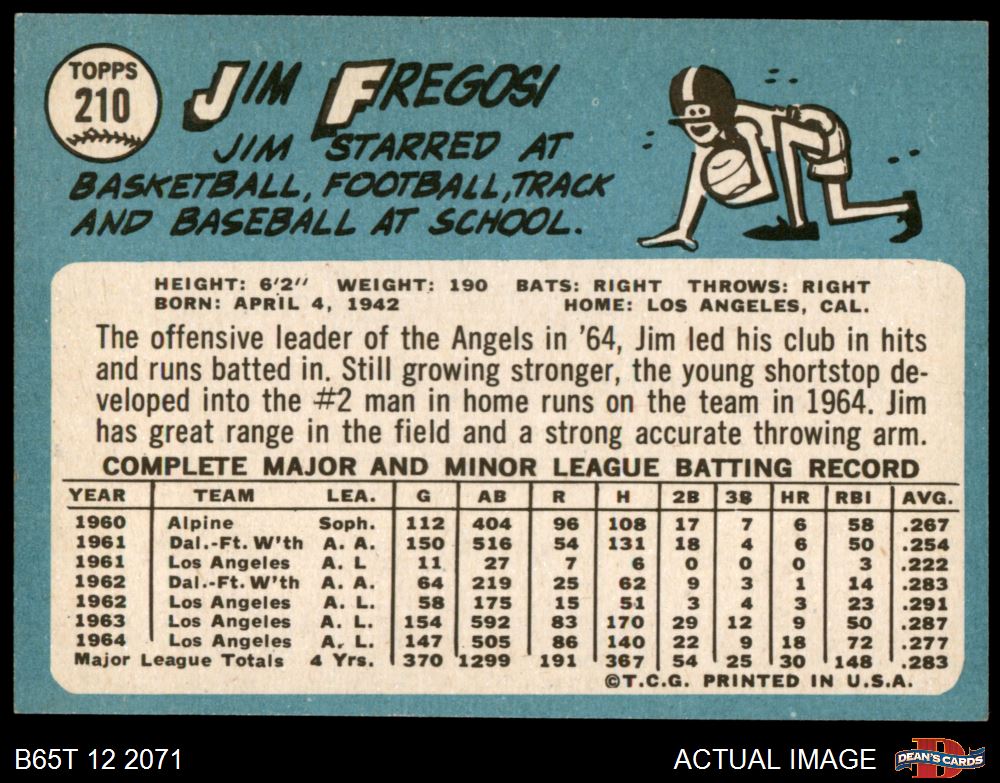 TOPPS
210
JIM FREGOSI
JIM STARRED AT
BASKETBALL, FOOTBALL, TRACK
AND BASEBALL AT SCHOOL.
HEIGHT: 6'2" WEIGHT: 190 BATS: RIGHT THROWS: RIGHT
BORN: APRIL 4, 1942 HOME: LOS ANGELES, CAL.
The offensive leader of the Angels in '64, Jim led his club in hits
and runs batted in. Still growing stronger, the young shortstop de-
veloped into the #2 man in home runs on the team in 1964. Jim
has great range in the field and a strong accurate throwing arm.
COMPLETE MAJOR AND MINOR LEAGUE BATTING RECORD
YEAR TEAM LEA. G AB R H 2B 3B HR RBI AVG.
1960 Alpine Soph. 112 404 96 108 17 7 6 58 .267
1961 Dal.-Ft. W'th A. A. 150 516 54 131 18 4 6 50 .254
1961 Los Angeles A. L 11 27 7 6 0 0 0 3 .222
1962 Dal.-Ft. W'th A. A. 64 219 25 62 9 3 1 14 .283
1962 Los Angeles A. L. 58 175 15 51 3 4 3 23 .291
1963 Los Angeles A. L. 154 592 83 170 29 12 9 50 .287
1964 Los Angeles A. L. 147 505 86 140 22 9 18 72 .277
Major League Totals 4 Yrs. 370 1299 191 367 54 25 30 148 .283
©T.C.G. PRINTED IN U.S.A.
B65T 12 2071 ACTUAL IMAGE DEAN'S CARDS